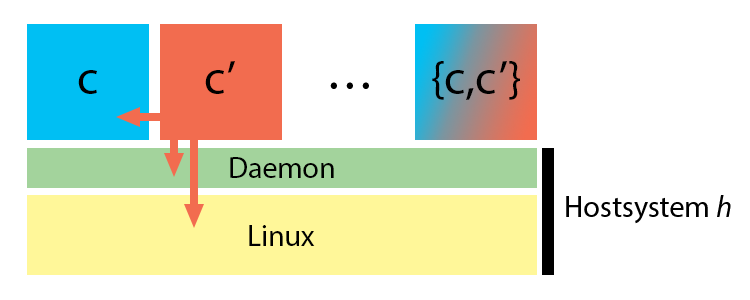 c c′ … {c,c′}
Daemon
Hostsystem h
Linux